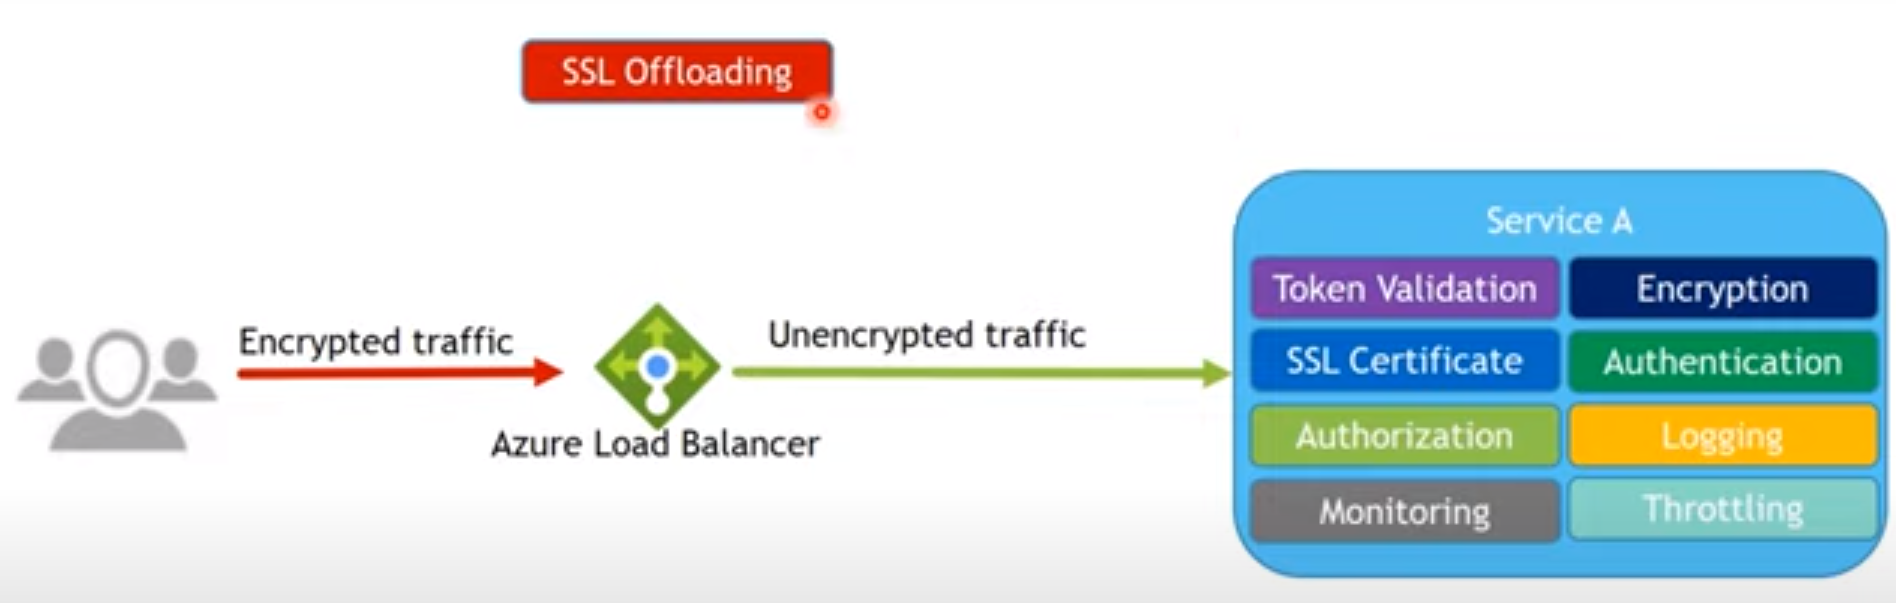 SSL Offloading
Encrypted traffic
Azure Load Balancer
Unencrypted traffic
Service A
Token Validation
Encryption
SSL Certificate
Authentication
Authorization
Logging
Monitoring
Throttling